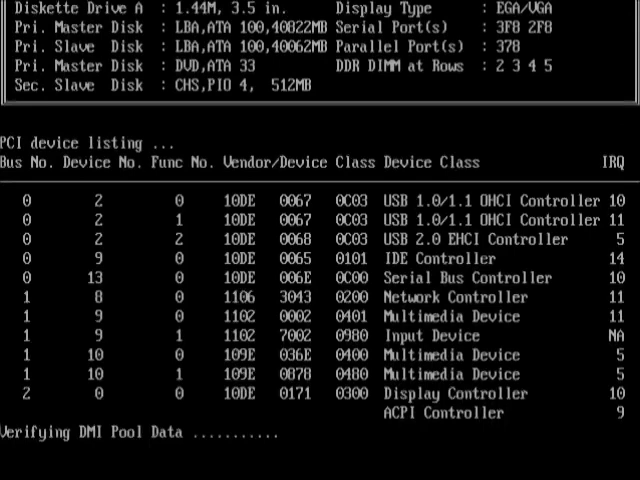 Diskette Drive A : 1.44M, 3.5 in. Display Type : EGA/VGA
Pri. Master Disk : LBA,ATA 100,40822MB Serial Port(s) : 3F8 2F8
Pri. Slave Disk : LBA,ATA 100,40062MB Parallel Port(s) : 378
Pri. Master Disk : DVD,ATA 33 DDR DIMM at Rows : 2 3 4 5
Sec. Slave Disk : CHS,PIO 4, 512MB
PCI device listing ...
Bus No. Device No. Func No. Vendor/Device Class Device Class IRQ
0 2 0 10DE 0067 0C03 USB 1.0/1.1 OHCI Controller 10
0 2 1 10DE 0067 0C03 USB 1.0/1.1 OHCI Controller 11
0 2 2 10DE 0068 0C03 USB 2.0 EHCI Controller 5
0 9 0 10DE 0065 0101 IDE Controller 14
0 13 0 10DE 006E 0C00 Serial Bus Controller 10
1 8 0 1106 3043 0200 Network Controller 11
1 9 0 1102 0002 0401 Multimedia Device 11
1 9 1 1102 7002 0980 Input Device NA
1 10 0 109E 036E 0400 Multimedia Device 5
1 10 1 109E 0878 0480 Multimedia Device 5
2 0 0 10DE 0171 0300 Display Controller 10
ACPI Controller 9
Verifying DMI Pool Data ...........